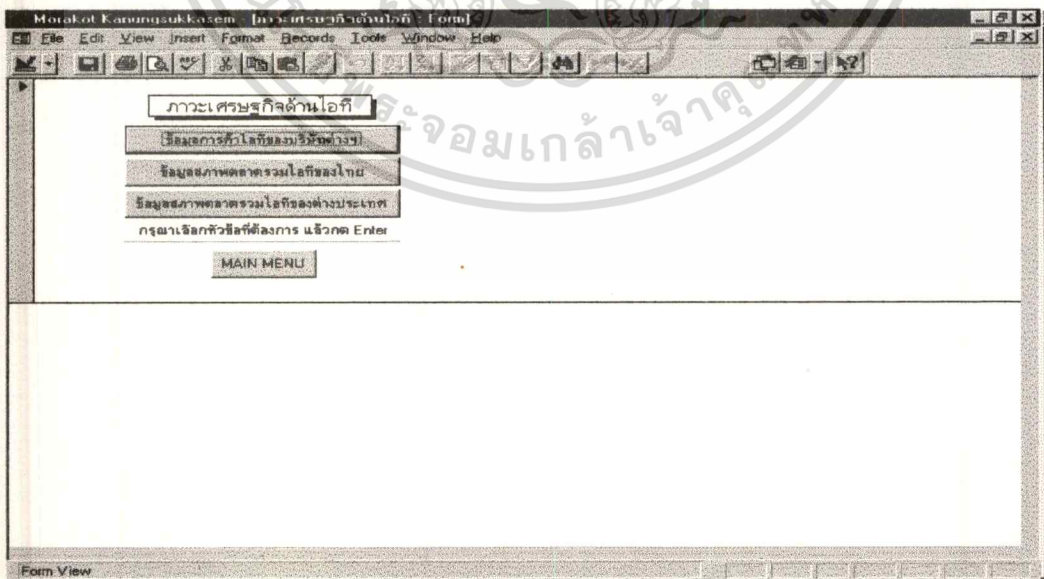 Morakot Kanungsukkasem - [ภาวะเศรษฐกิจด้านไอที : Form]
File Edit View Insert Format Records Tools Window Help
ภาวะเศรษฐกิจด้านไอที
ข้อมูลการค้าไอทีของบริษัทต่างๆ
ข้อมูลสภาพตลาดรวมไอทีของไทย
ข้อมูลสภาพตลาดรวมไอทีของต่างประเทศ
กรุณาเลือกหัวข้อที่ต้องการ แล้วกด Enter
MAIN MENU
Form View